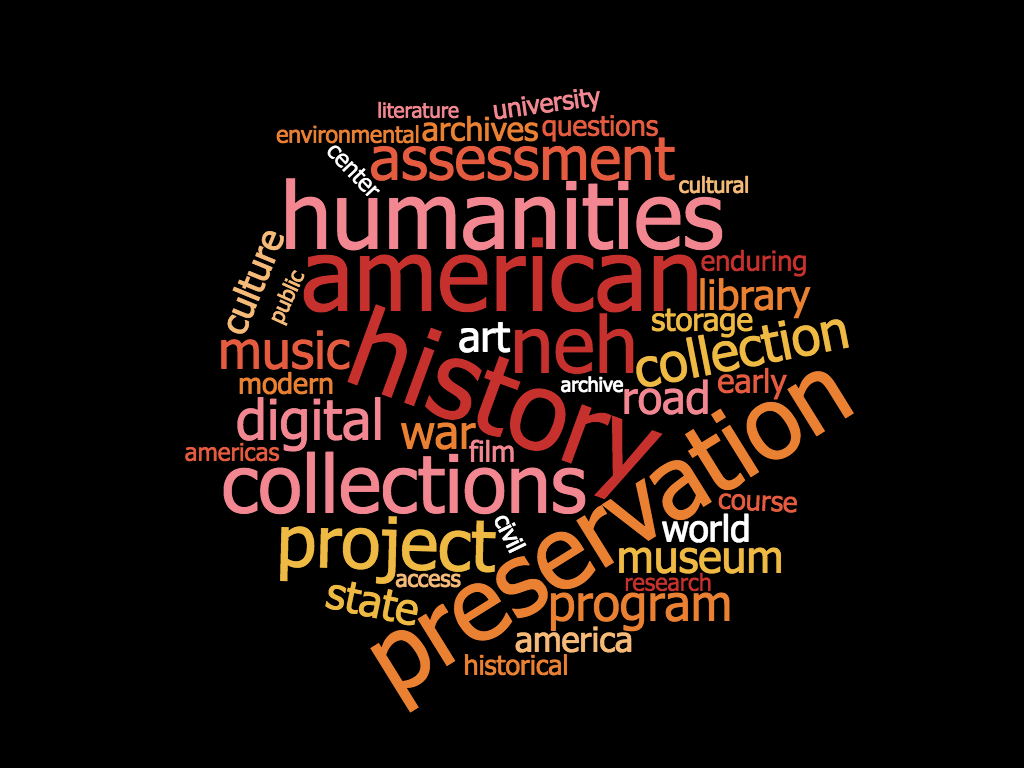 literature
university
environmental
archives
questions
center
assessment
cultural
humanities
culture
public
american
enduring
library
storage
art
neh
collection
music
history
modern
archive
road
early
digital
war
film
americas
collections
preservation
course
project
civil
world
museum
access
research
state
program
america
historical